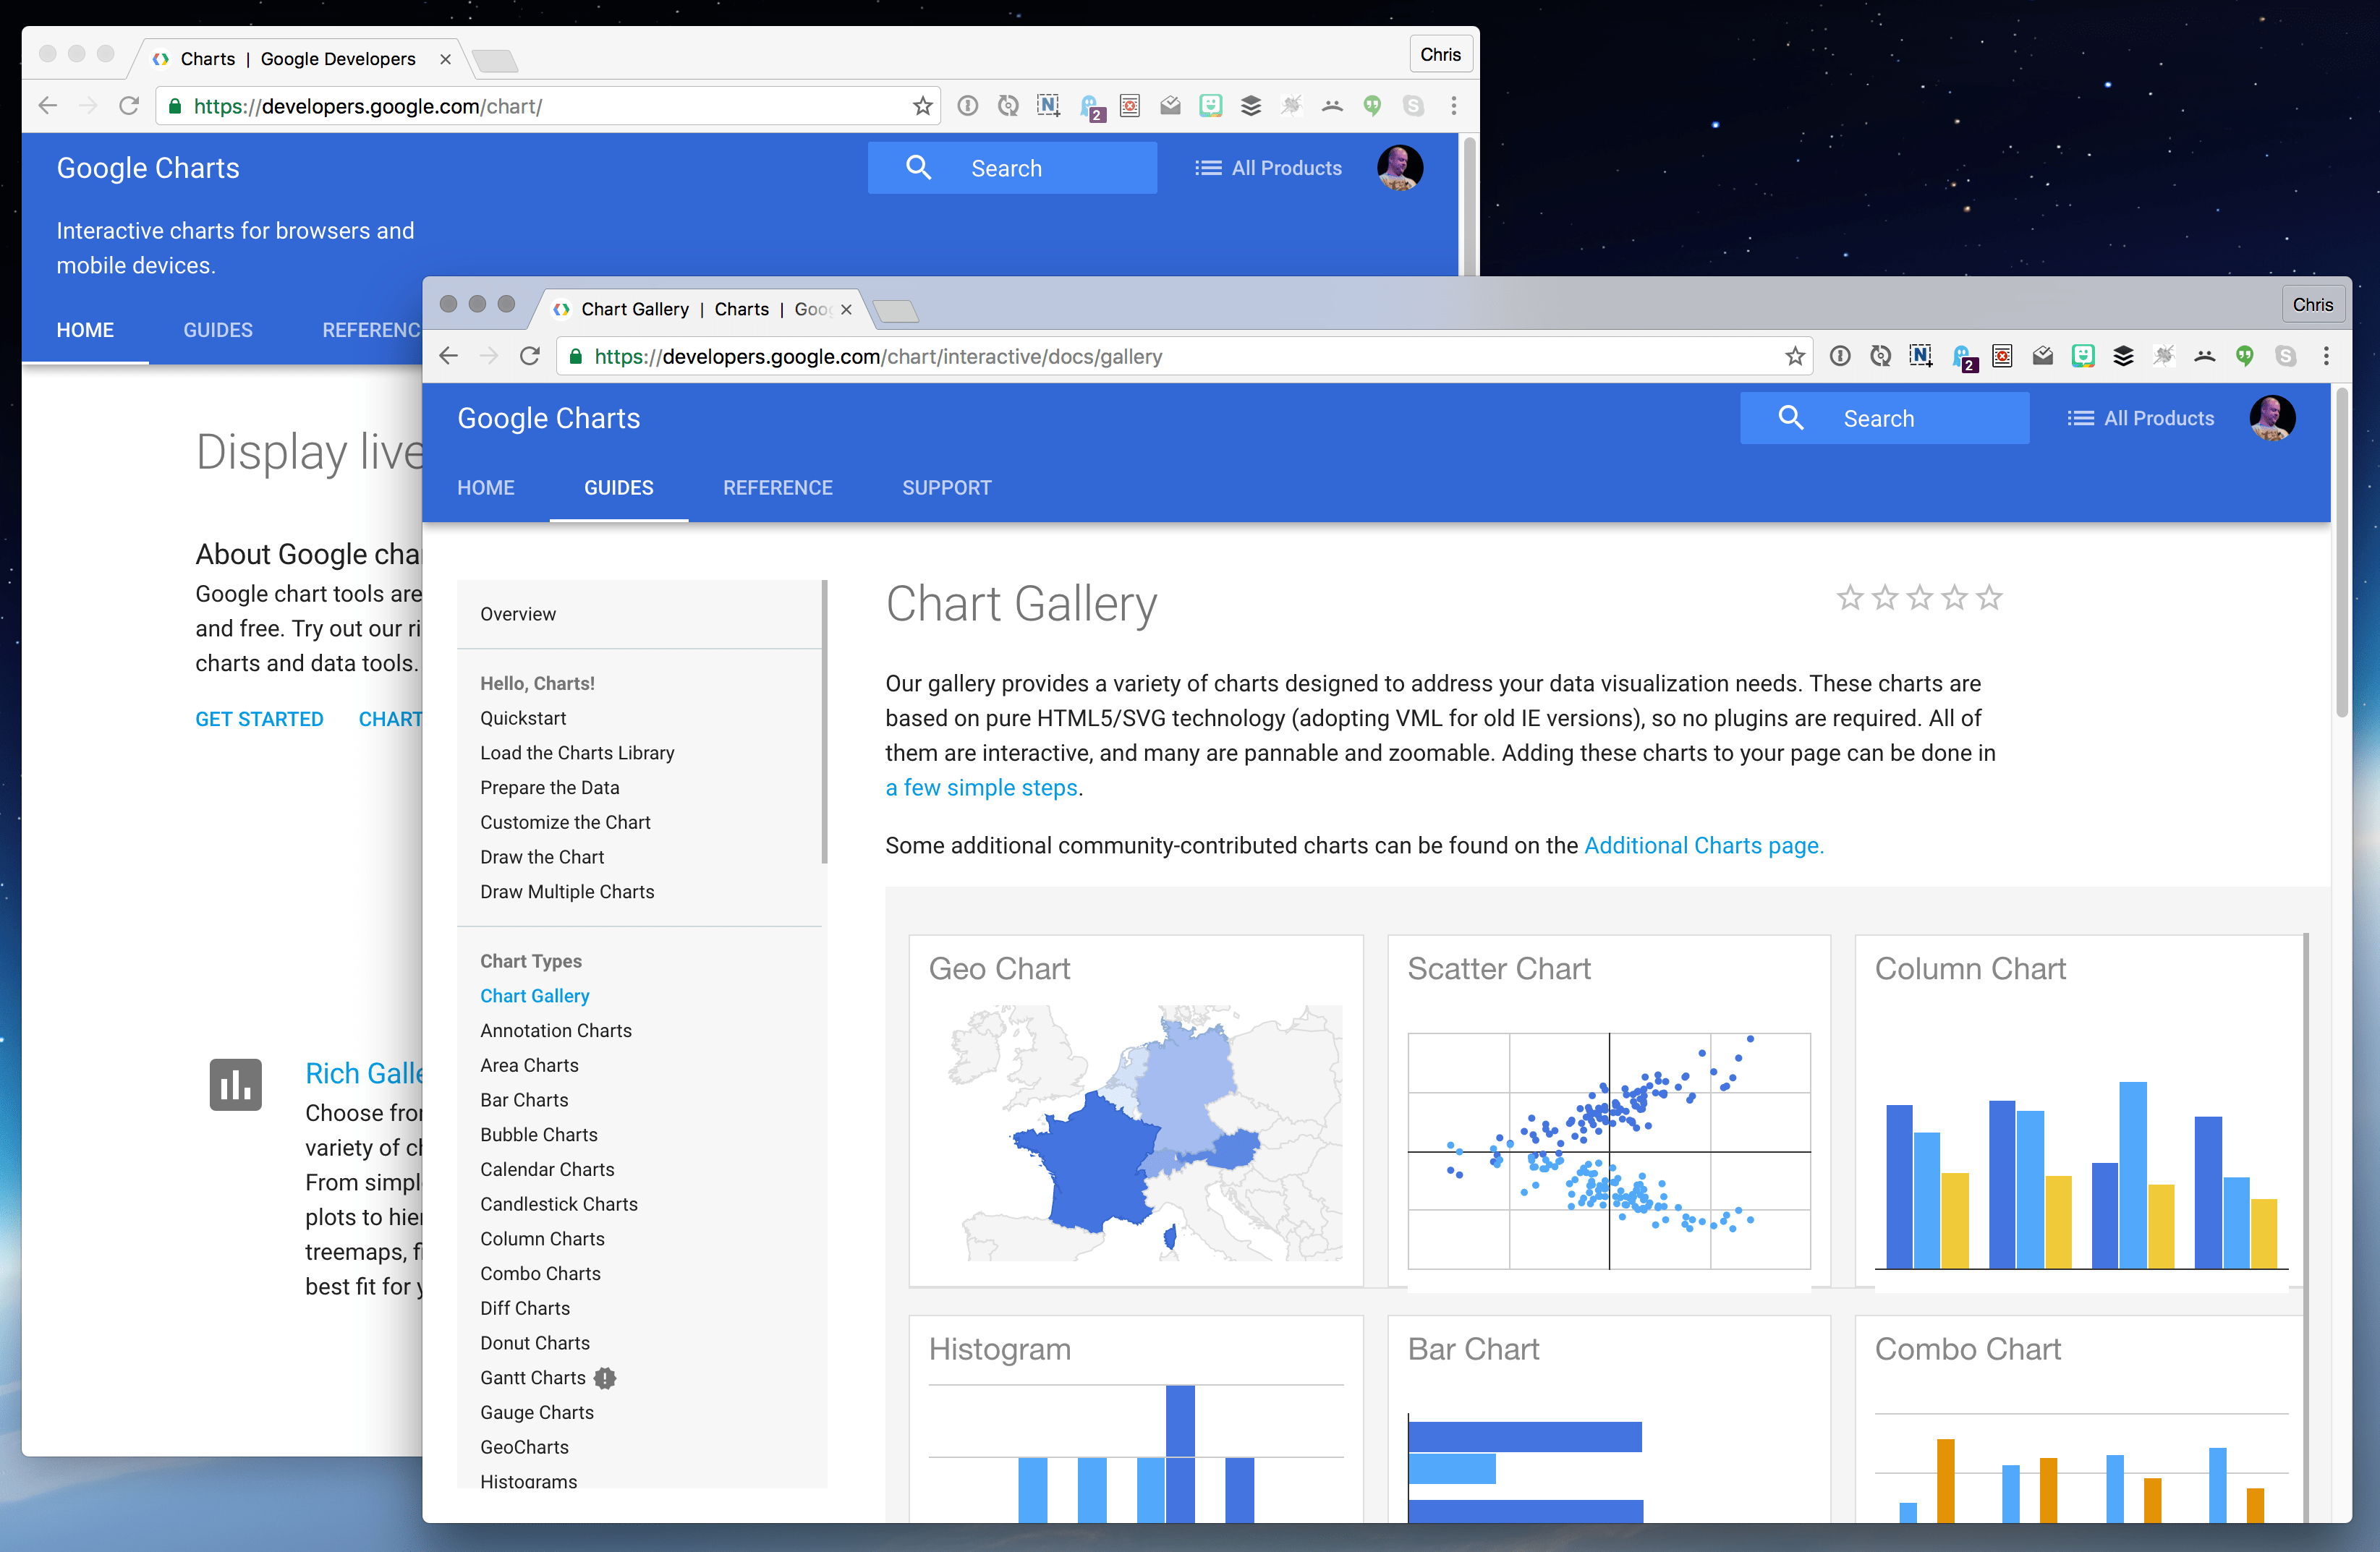 Charts | Google Developers
Chris
https://developers.google.com/chart/
2
Google Charts
Search
All Products
Interactive charts for browsers and
mobile devices.
HOME
GUIDES
REFERENC
Display live
About Google cha
Google chart tools are
and free. Try out our ri
charts and data tools.
GET STARTED
CHART
Rich Galle
Choose fro
variety of c
From simpl
plots to hie
treemaps, f
best fit for y
Chart Gallery | Charts | Goog
Chris
https://developers.google.com/chart/interactive/docs/gallery
2
Google Charts
Search
All Products
HOME
GUIDES
REFERENCE
SUPPORT
Overview
Hello, Charts!
Quickstart
Load the Charts Library
Prepare the Data
Customize the Chart
Draw the Chart
Draw Multiple Charts
Chart Types
Chart Gallery
Annotation Charts
Area Charts
Bar Charts
Bubble Charts
Calendar Charts
Candlestick Charts
Column Charts
Combo Charts
Diff Charts
Donut Charts
Gantt Charts
Gauge Charts
GeoCharts
Histograms
Chart Gallery
Our gallery provides a variety of charts designed to address your data visualization needs. These charts are
based on pure HTML5/SVG technology (adopting VML for old IE versions), so no plugins are required. All of
them are interactive, and many are pannable and zoomable. Adding these charts to your page can be done in
a few simple steps.
Some additional community-contributed charts can be found on the Additional Charts page.
Geo Chart
Scatter Chart
Column Chart
Histogram
Bar Chart
Combo Chart